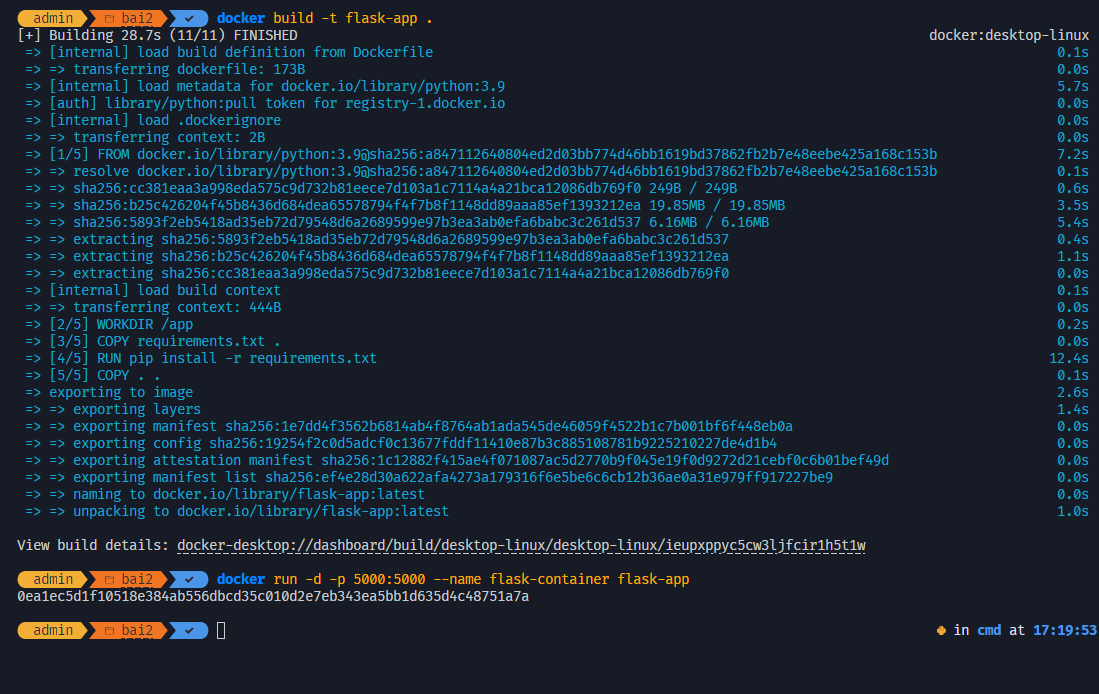 admin bai2 ✓ docker build -t flask-app .
[+] Building 28.7s (11/11) FINISHED docker:desktop-linux
=> [internal] load build definition from Dockerfile 0.1s
=> => transferring dockerfile: 173B 0.0s
=> [internal] load metadata for docker.io/library/python:3.9 5.7s
=> [auth] library/python:pull token for registry-1.docker.io 0.0s
=> [internal] load .dockerignore 0.0s
=> => transferring context: 2B 0.0s
=> [1/5] FROM docker.io/library/python:3.9@sha256:a847112640804ed2d03bb774d46bb1619bd37862fb2b7e48eebe425a168c153b 7.2s
=> => resolve docker.io/library/python:3.9@sha256:a847112640804ed2d03bb774d46bb1619bd37862fb2b7e48eebe425a168c153b 0.1s
=> => sha256:cc381eaa3a998eda575c9d732b81eece7d103a1c7114a4a21bca12086db769f0 249B / 249B 0.6s
=> => sha256:b25c426204f45b8436d684dea65578794f4f7b8f1148dd89aaa85ef1393212ea 19.85MB / 19.85MB 3.5s
=> => sha256:5893f2eb5418ad35eb72d79548d6a2689599e97b3ea3ab0efa6babc3c261d537 6.16MB / 6.16MB 5.4s
=> => extracting sha256:5893f2eb5418ad35eb72d79548d6a2689599e97b3ea3ab0efa6babc3c261d537 0.4s
=> => extracting sha256:b25c426204f45b8436d684dea65578794f4f7b8f1148dd89aaa85ef1393212ea 1.1s
=> => extracting sha256:cc381eaa3a998eda575c9d732b81eece7d103a1c7114a4a21bca12086db769f0 0.0s
=> [internal] load build context 0.1s
=> => transferring context: 444B 0.0s
=> [2/5] WORKDIR /app 0.2s
=> [3/5] COPY requirements.txt . 0.0s
=> [4/5] RUN pip install -r requirements.txt 12.4s
=> [5/5] COPY . . 0.1s
=> exporting to image 2.6s
=> => exporting layers 1.4s
=> => exporting manifest sha256:1e7dd4f3562b6814ab4f8764ab1ada545de46059f4522b1c7b001bf6f448eb0a 0.0s
=> => exporting config sha256:19254f2c0d5adcf0c13677fddf11410e87b3c885108781b9225210227de4d1b4 0.0s
=> => exporting attestation manifest sha256:1c12882f415ae4f071087ac5d2770b9f045e19f0d9272d21cebf0c6b01bef49d 0.0s
=> => exporting manifest list sha256:ef4e28d30a622afa4273a179316f6e5be6c6cb12b36ae0a31e979ff917227be9 0.0s
=> => naming to docker.io/library/flask-app:latest 0.0s
=> => unpacking to docker.io/library/flask-app:latest 1.0s
View build details: docker-desktop://dashboard/build/desktop-linux/desktop-linux/ieupxppyc5cw3ljfcir1h5t1w
admin bai2 ✓ docker run -d -p 5000:5000 --name flask-container flask-app
0ea1ec5d1f10518e384ab556dbcd35c010d2e7eb343ea5bb1d635d4c48751a7a
admin bai2 ✓ in cmd at 17:19:53